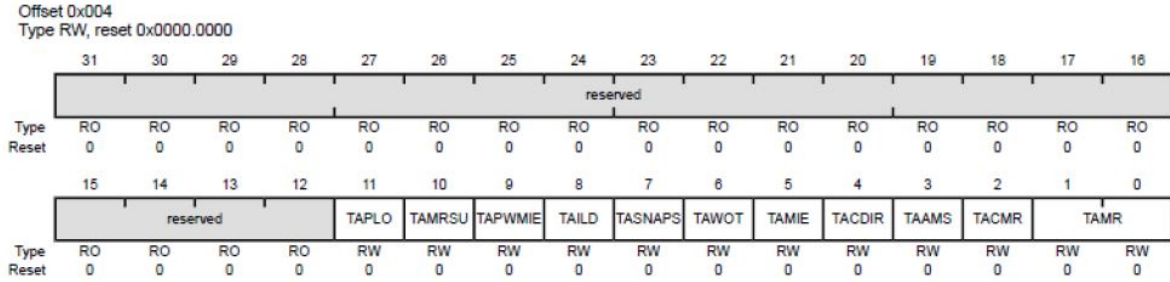 Offset 0x004
Type RW, reset 0x0000.0000
31 30 29 28 27 26 25 24 23 22 21 20 19 18 17 16
reserved
Type RO RO RO RO RO RO RO RO RO RO RO RO RO RO RO RO
Reset 0 0 0 0 0 0 0 0 0 0 0 0 0 0 0 0
15 14 13 12 11 10 9 8 7 6 5 4 3 2 1 0
reserved TAPLO TAMRSU TAPWMIE TAILD TASNAPS TAWOT TAMIE TACDIR TAAMS TACMR TAMR
Type RO RO RO RO RW RW RW RW RW RW RW RW RW RW RW RW
Reset 0 0 0 0 0 0 0 0 0 0 0 0 0 0 0 0